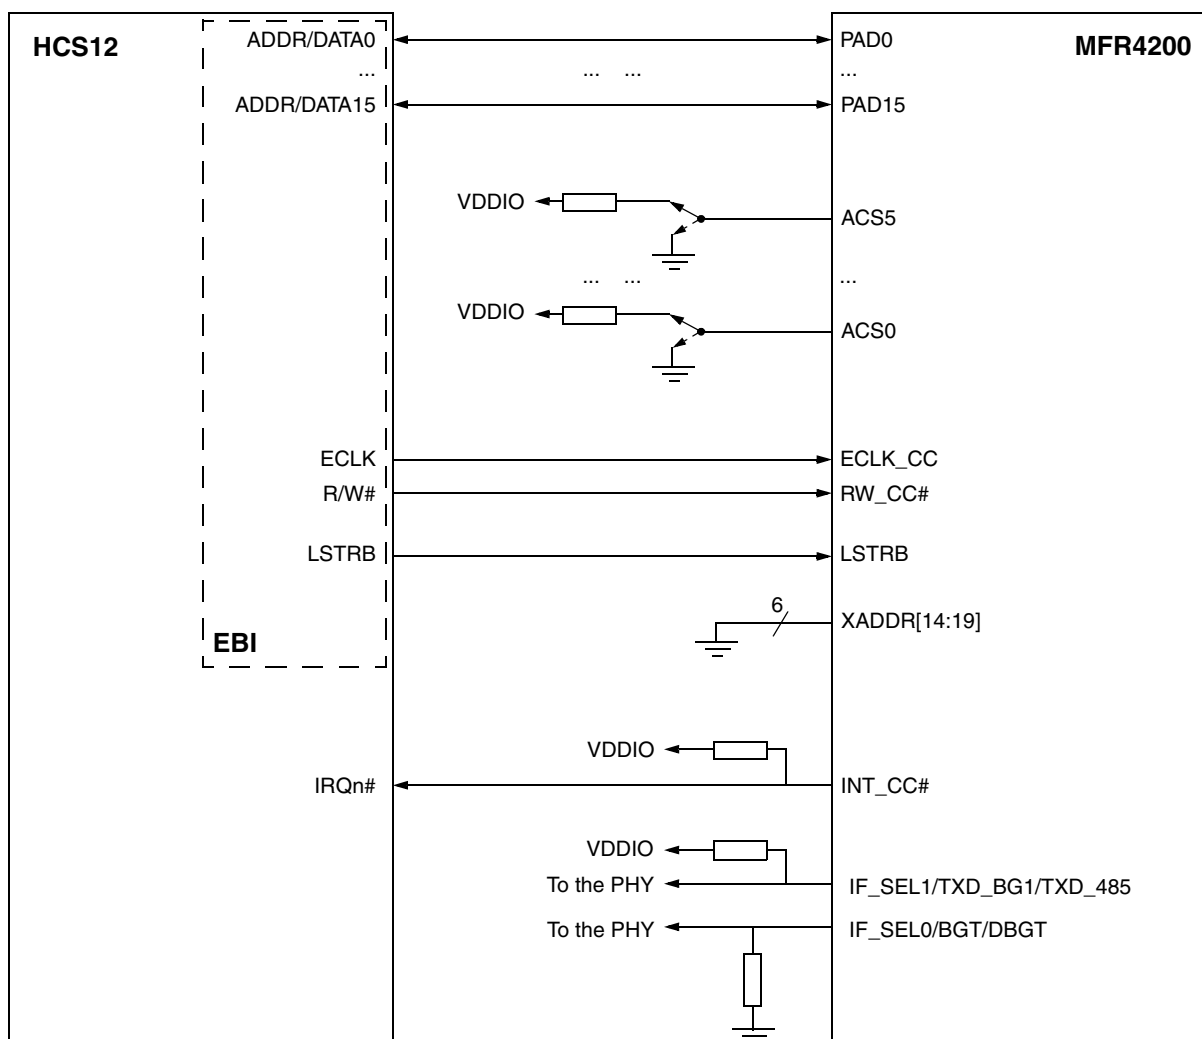 HCS12
ADDR/DATA0
PAD0
MFR4200
...
... ...
...
ADDR/DATA15
PAD15
VDDIO
ACS5
... ...
...
VDDIO
ACS0
ECLK
ECLK_CC
R/W#
RW_CC#
LSTRB
LSTRB
6
XADDR[14:19]
EBI
VDDIO
IRQn#
INT_CC#
VDDIO
To the PHY
IF_SEL1/TXD_BG1/TXD_485
To the PHY
IF_SEL0/BGT/DBGT